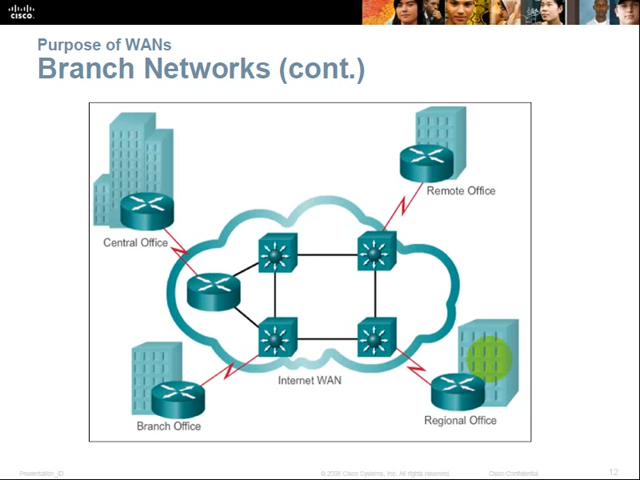 CISCO.
Purpose of WANs
Branch Networks (cont.)
Remote Office
Central Office
Internet WAN
Branch Office
Regional Office
Presentation_ID
© 2008 Cisco Systems, Inc. All rights reserved.
Cisco Confidential
12